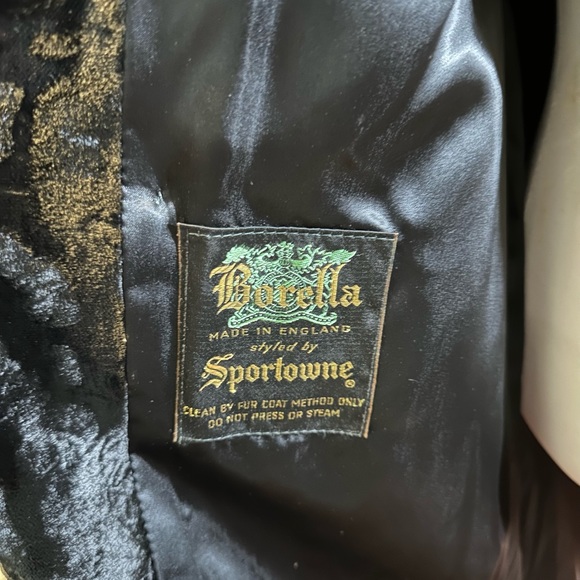 Borella
MADE IN ENGLAND
styled by
Sportowne®
CLEAN BY FUR COAT METHOD ONLY
DO NOT PRESS OR STEAM